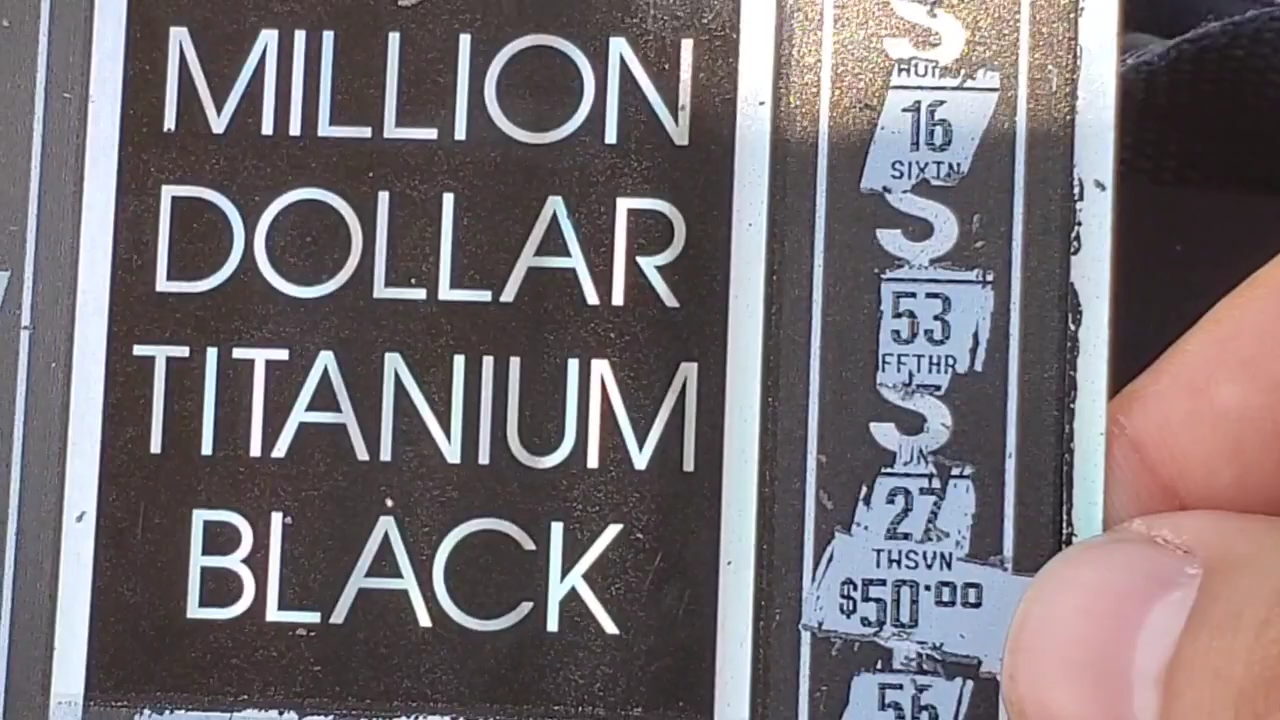 MILLION
DOLLAR
TITANIUM
BLACK
S
16
SIXTN
S
53
FFTHR
S
27
THSVN
$50.00